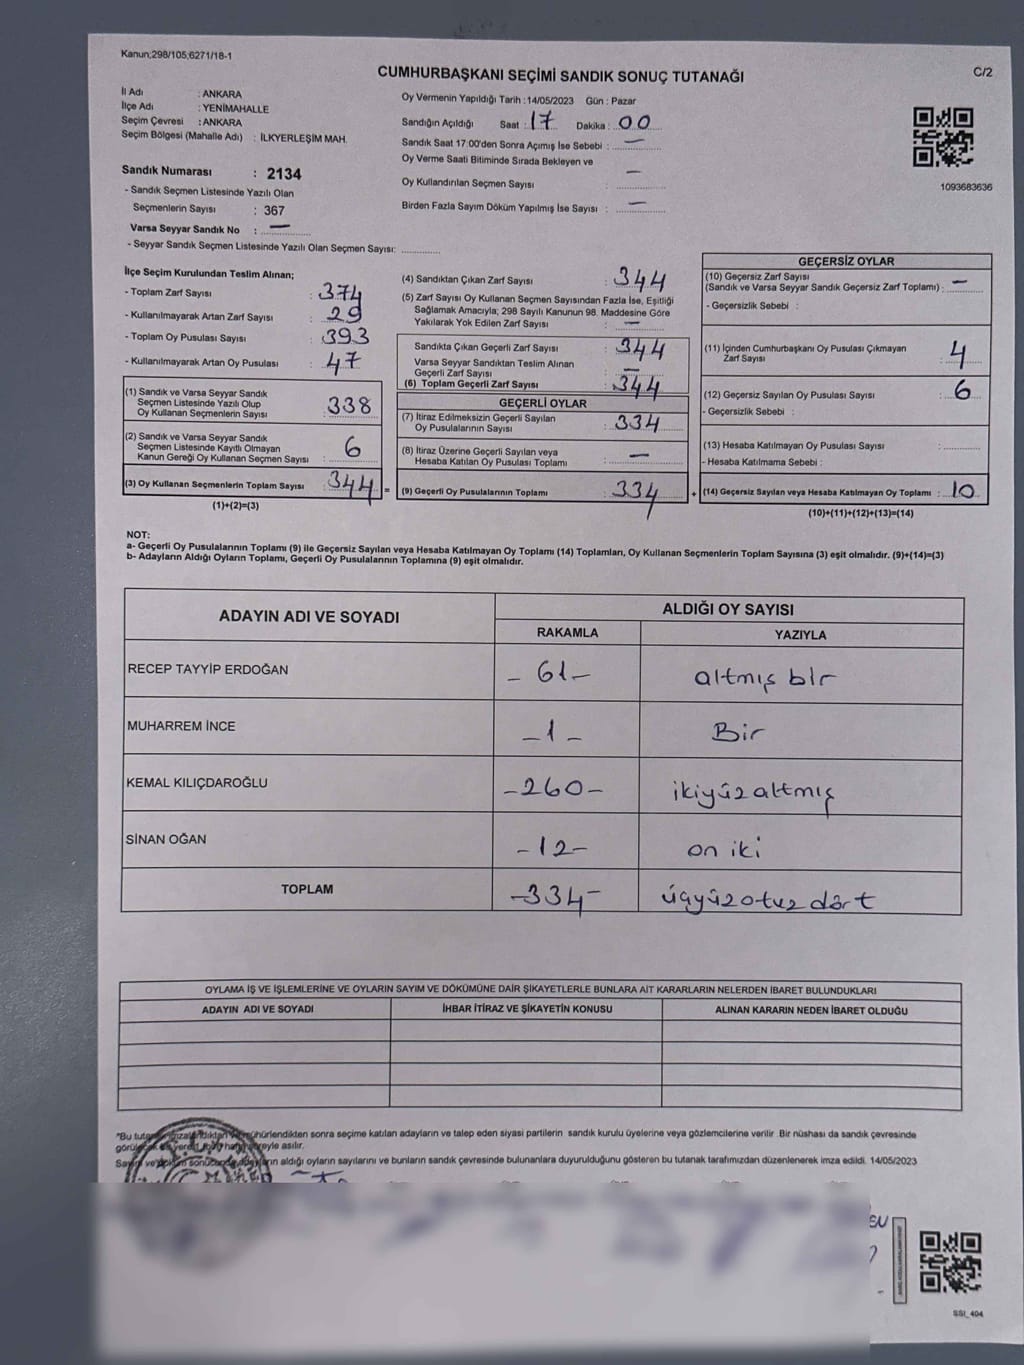 Kanun;298/105;6271/18-1
C/2
CUMHURBAŞKANI SEÇİMİ SANDIK SONUÇ TUTANAĞI
İl Adı : ANKARA
İlçe Adı : YENİMAHALLE
Seçim Çevresi : ANKARA
Seçim Bölgesi (Mahalle Adı) : İLKYERLEŞİM MAH.
Sandık Numarası : 2134
- Sandık Seçmen Listesinde Yazılı Olan
Seçmenlerin Sayısı : 367
Varsa Seyyar Sandık No : —
- Seyyar Sandık Seçmen Listesinde Yazılı Olan Seçmen Sayısı: ............
Oy Vermenin Yapıldığı Tarih : 14/05/2023 Gün : Pazar
Sandığın Açıldığı Saat : 17 Dakika : 00
Sandık Saat 17:00'den Sonra Açımış İse Sebebi : —
Oy Verme Saati Bitiminde Sırada Bekleyen ve
Oy Kullandırılan Seçmen Sayısı : —
Birden Fazla Sayım Döküm Yapılmış İse Sayısı : —
1093683636
İlçe Seçim Kurulundan Teslim Alınan;
- Toplam Zarf Sayısı : 374
- Kullanılmayarak Artan Zarf Sayısı : 29
- Toplam Oy Pusulası Sayısı : 393
- Kullanılmayarak Artan Oy Pusulası : 47
(1) Sandık ve Varsa Seyyar Sandık
Seçmen Listesinde Yazılı Olup
Oy Kullanan Seçmenlerin Sayısı : 338
(2) Sandık ve Varsa Seyyar Sandık
Seçmen Listesinde Kayıtlı Olmayan
Kanun Gereği Oy Kullanan Seçmen Sayısı : 6
(3) Oy Kullanan Seçmenlerin Toplam Sayısı : 344 =
(1)+(2)=(3)
(4) Sandıktan Çıkan Zarf Sayısı : 344
(5) Zarf Sayısı Oy Kullanan Seçmen Sayısından Fazla İse, Eşitliği
Sağlamak Amacıyla; 298 Sayılı Kanunun 98. Maddesine Göre
Yakılarak Yok Edilen Zarf Sayısı : —
Sandıkta Çıkan Geçerli Zarf Sayısı : 344
Varsa Seyyar Sandıktan Teslim Alınan
Geçerli Zarf Sayısı : —
(6) Toplam Geçerli Zarf Sayısı : 344
GEÇERLİ OYLAR
(7) İtiraz Edilmeksizin Geçerli Sayılan
Oy Pusulalarının Sayısı : 334
(8) İtiraz Üzerine Geçerli Sayılan veya
Hesaba Katılan Oy Pusulası Toplamı : —
(9) Geçerli Oy Pusulalarının Toplamı : 334 +
GEÇERSİZ OYLAR
(10) Geçersiz Zarf Sayısı
(Sandık ve Varsa Seyyar Sandık Geçersiz Zarf Toplamı) : —
- Geçersizlik Sebebi :
(11) İçinden Cumhurbaşkanı Oy Pusulası Çıkmayan
Zarf Sayısı : 4
(12) Geçersiz Sayılan Oy Pusulası Sayısı : 6
- Geçersizlik Sebebi :
(13) Hesaba Katılmayan Oy Pusulası Sayısı :
- Hesaba Katılmama Sebebi :
(14) Geçersiz Sayılan veya Hesaba Katılmayan Oy Toplamı : 10
(10)+(11)+(12)+(13)=(14)
NOT:
a- Geçerli Oy Pusulalarının Toplamı (9) ile Geçersiz Sayılan veya Hesaba Katılmayan Oy Toplamı (14) Toplamları, Oy Kullanan Seçmenlerin Toplam Sayısına (3) eşit olmalıdır. (9)+(14)=(3)
b- Adayların Aldığı Oyların Toplamı, Geçerli Oy Pusulalarının Toplamına (9) eşit olmalıdır.
ADAYIN ADI VE SOYADI
ALDIĞI OY SAYISI
RAKAMLA YAZIYLA
RECEP TAYYİP ERDOĞAN - 61 - altmış bir
MUHARREM İNCE - 1 - Bir
KEMAL KILIÇDAROĞLU - 260 - ikiyüzaltmış
SİNAN OĞAN - 12 - on iki
TOPLAM - 334 - üçyüzotuzdört
OYLAMA İŞ VE İŞLEMLERİNE VE OYLARIN SAYIM VE DÖKÜMÜNE DAİR ŞİKAYETLERLE BUNLARA AİT KARARLARIN NELERDEN İBARET BULUNDUKLARI
ADAYIN ADI VE SOYADI İHBAR İTİRAZ VE ŞİKAYETİN KONUSU ALINAN KARARIN NEDEN İBARET OLDUĞU
*Bu tutanak imzalandıktan ve mühürlendikten sonra seçime katılan adayların ve talep eden siyasi partilerin sandık kurulu üyelerine veya gözlemcilerine verilir. Bir nüshası da sandık çevresinde
görülecek bir yere asılır.
Sayım ve döküm sonucunda adayların aldığı oyların sayılarını ve bunların sandık çevresinde bulunanlara duyurulduğunu gösteren bu tutanak tarafımızdan düzenlenerek imza edildi. 14/05/2023
SSI_404